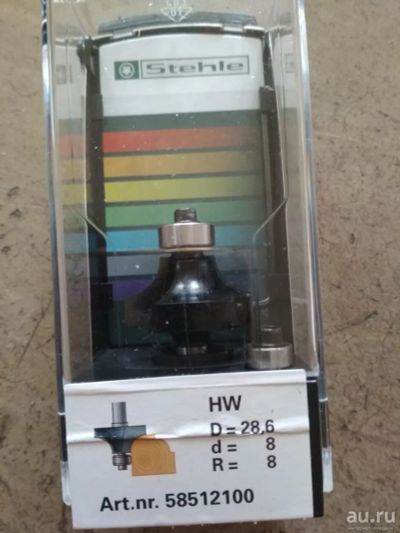 Stehle
HW
D = 28,6
d = 8
R = 8
Art.nr. 58512100
au.ru